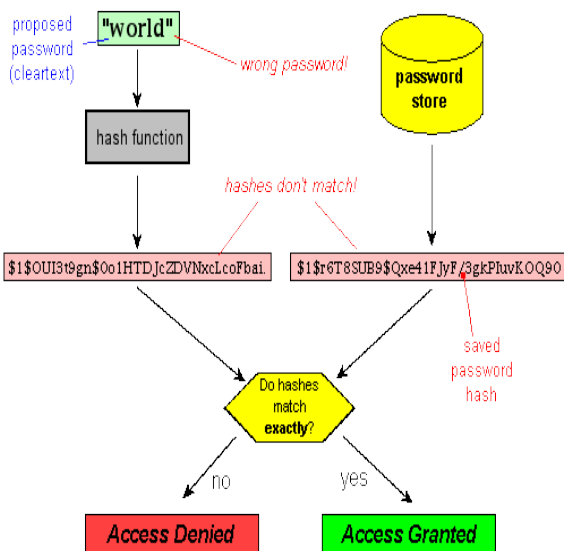 proposed
password
(cleartext)
"world"
wrong password!
password
store
hash function
hashes don't match!
$1$OUI3t9gn$0o1HTDJcZDVNxcLcoFbai.
$1$r6T8SUB9$Qxe41FJyF/3gkPIuvKOQ90
saved
password
hash
Do hashes
match
exactly?
no
yes
Access Denied
Access Granted